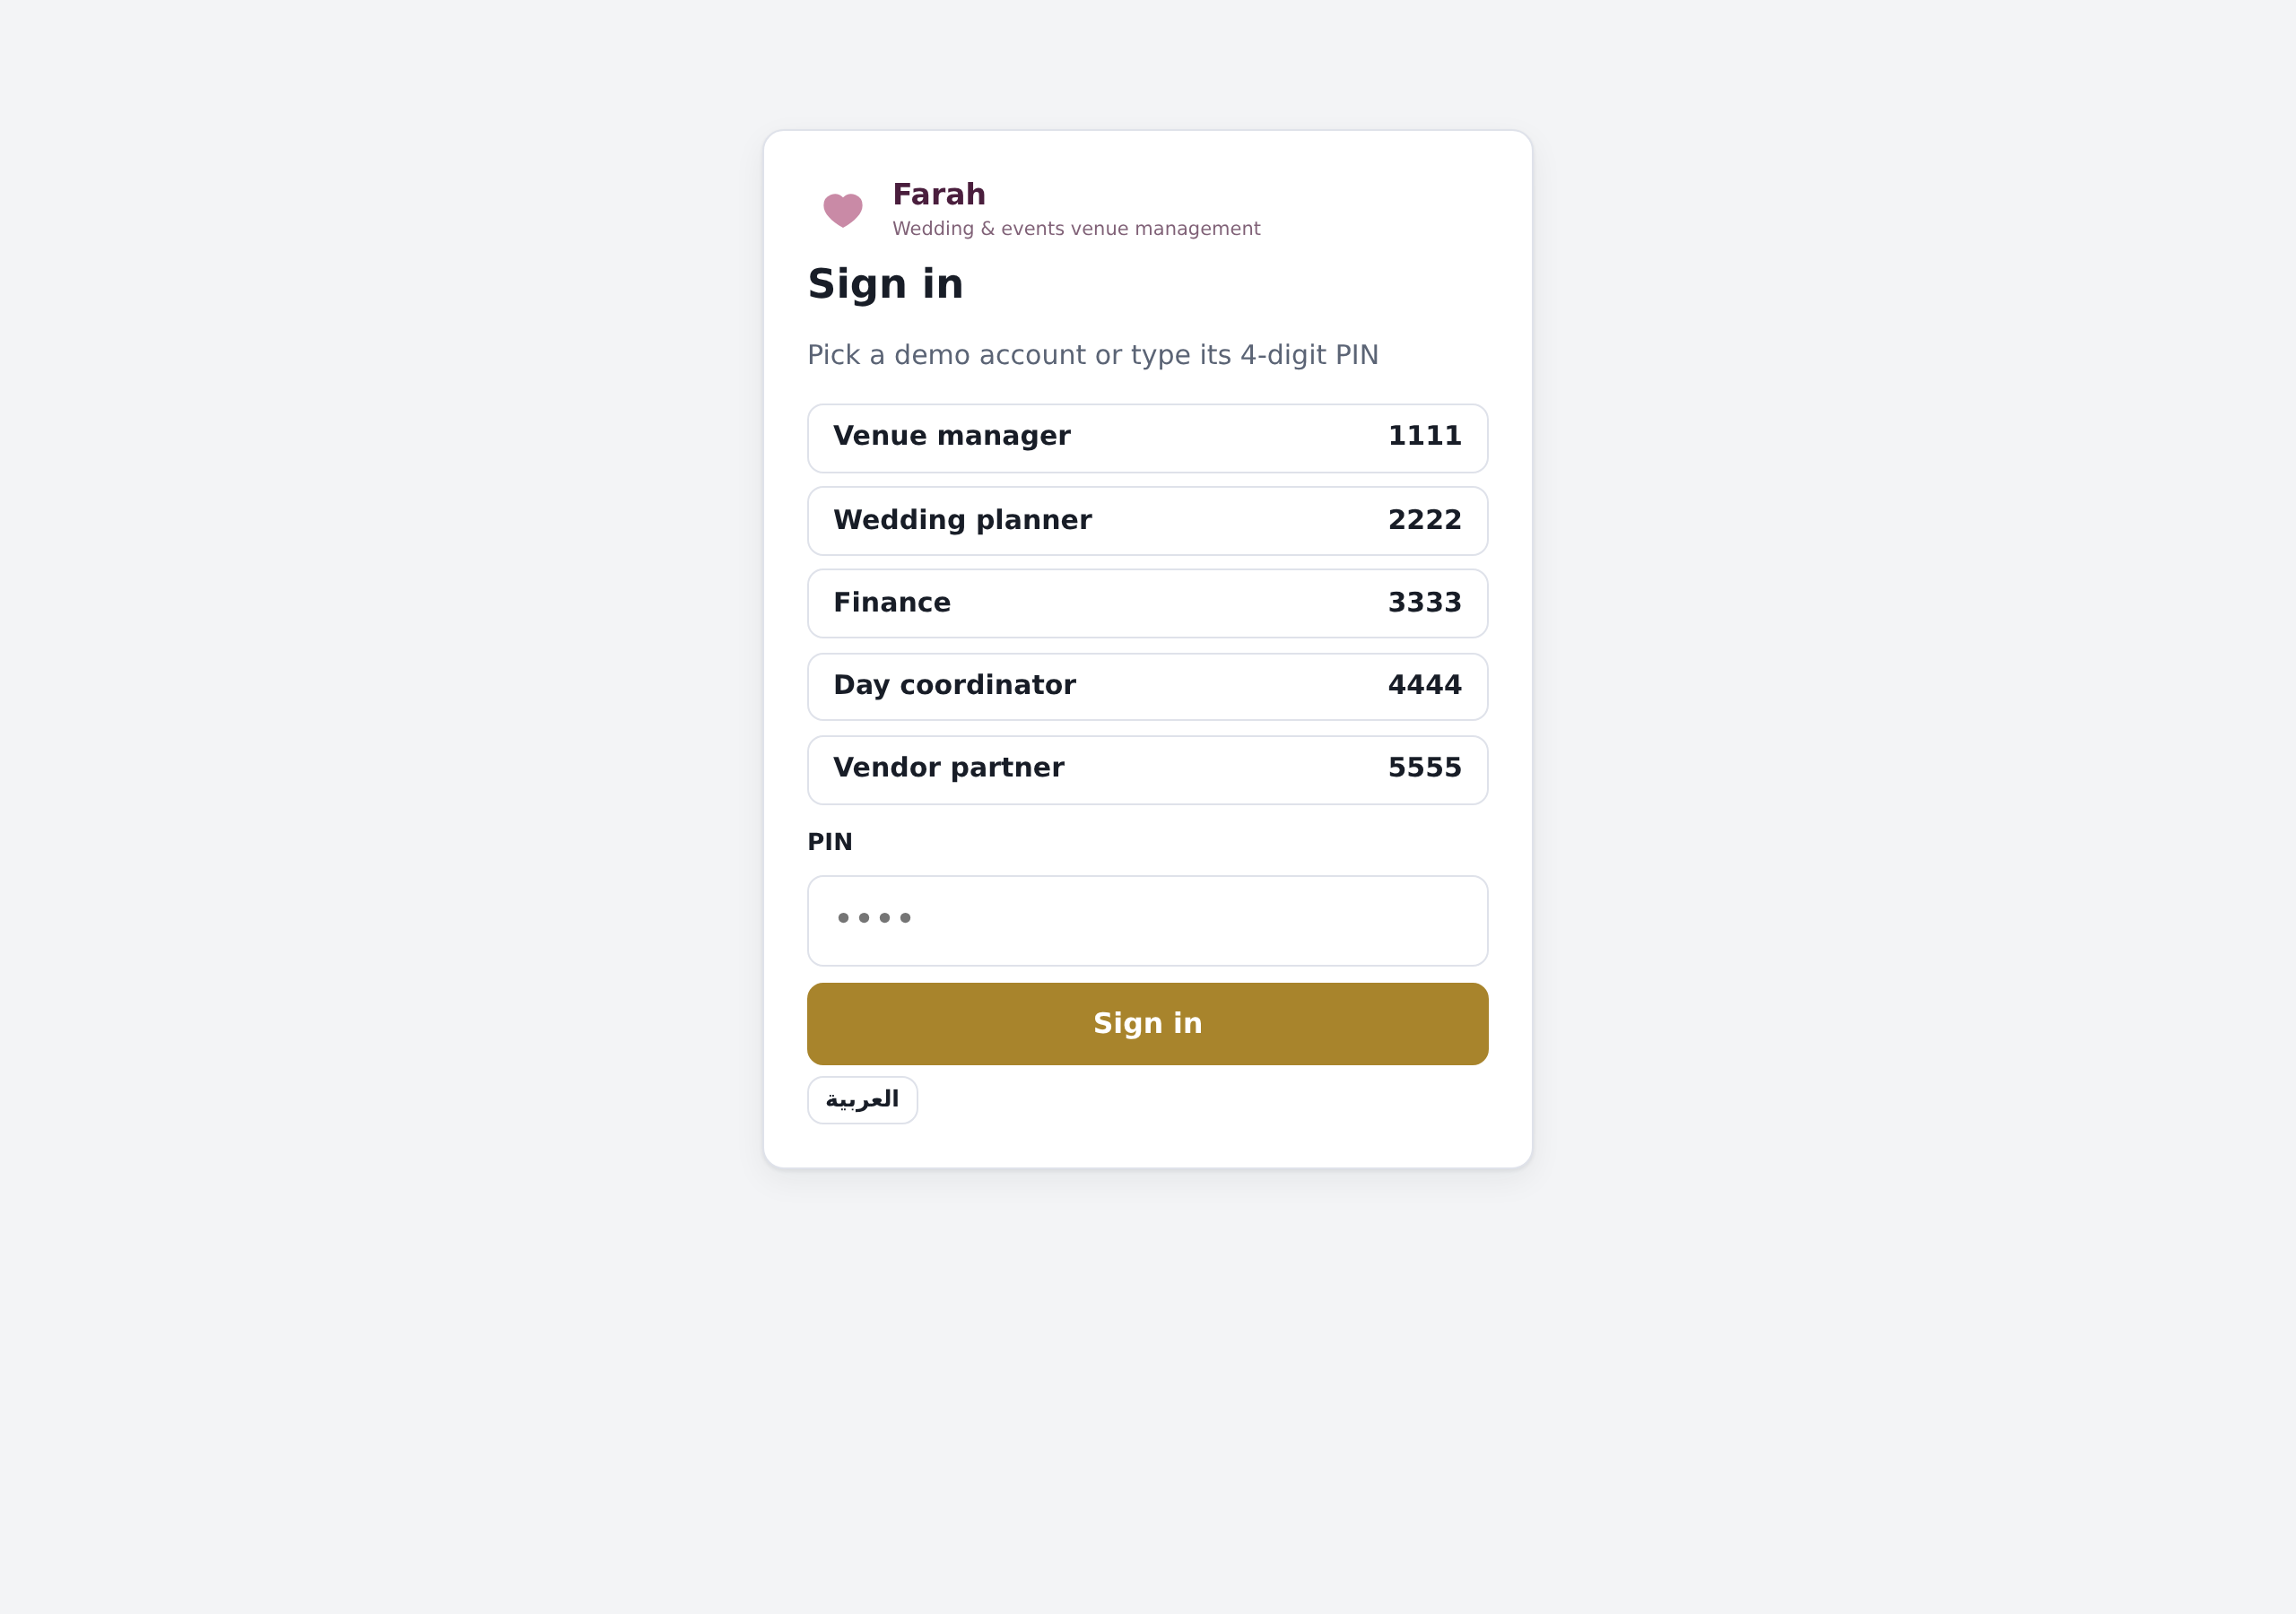 Farah
Wedding & events venue management
Sign in
Pick a demo account or type its 4-digit PIN
Venue manager 1111
Wedding planner 2222
Finance 3333
Day coordinator 4444
Vendor partner 5555
PIN
••••
Sign in
العربية